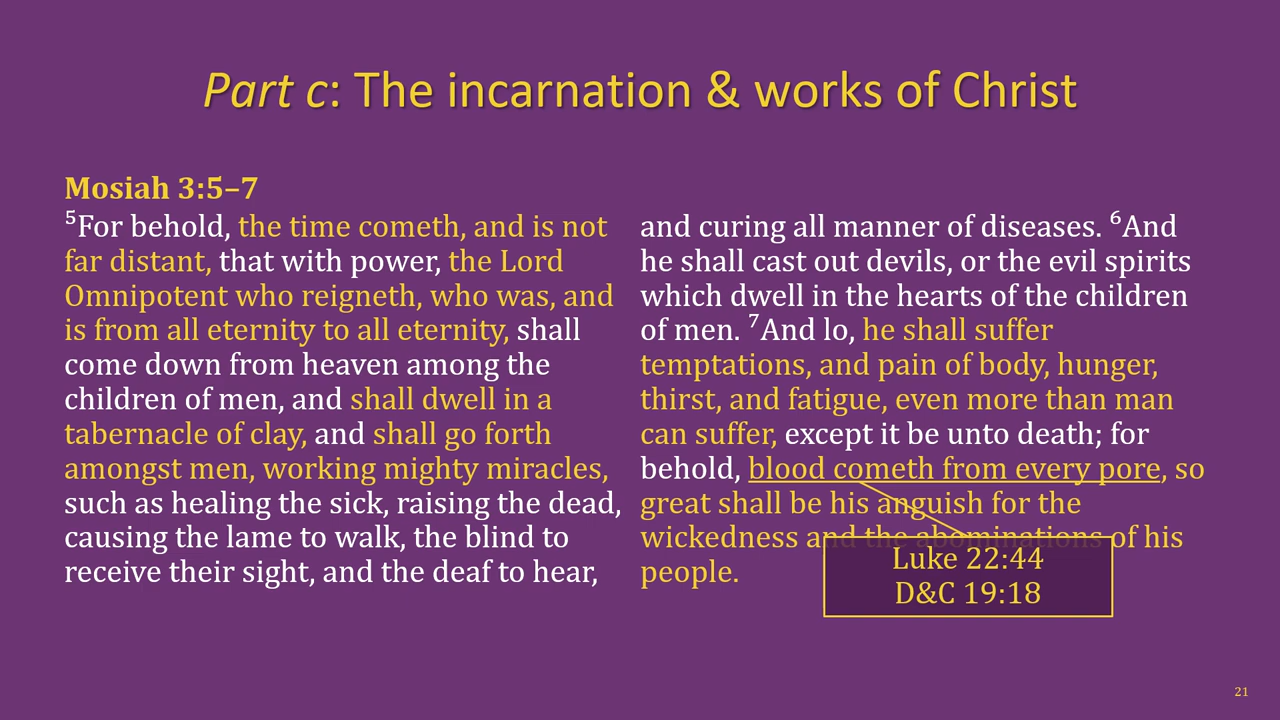 Part c: The incarnation & works of Christ
Mosiah 3:5–7
⁵For behold, the time cometh, and is not
far distant, that with power, the Lord
Omnipotent who reigneth, who was, and
is from all eternity to all eternity, shall
come down from heaven among the
children of men, and shall dwell in a
tabernacle of clay, and shall go forth
amongst men, working mighty miracles,
such as healing the sick, raising the dead,
causing the lame to walk, the blind to
receive their sight, and the deaf to hear,
and curing all manner of diseases. ⁶And
he shall cast out devils, or the evil spirits
which dwell in the hearts of the children
of men. ⁷And lo, he shall suffer
temptations, and pain of body, hunger,
thirst, and fatigue, even more than man
can suffer, except it be unto death; for
behold, blood cometh from every pore, so
great shall be his anguish for the
wickedness and the abominations of his
people.
Luke 22:44
D&C 19:18
21